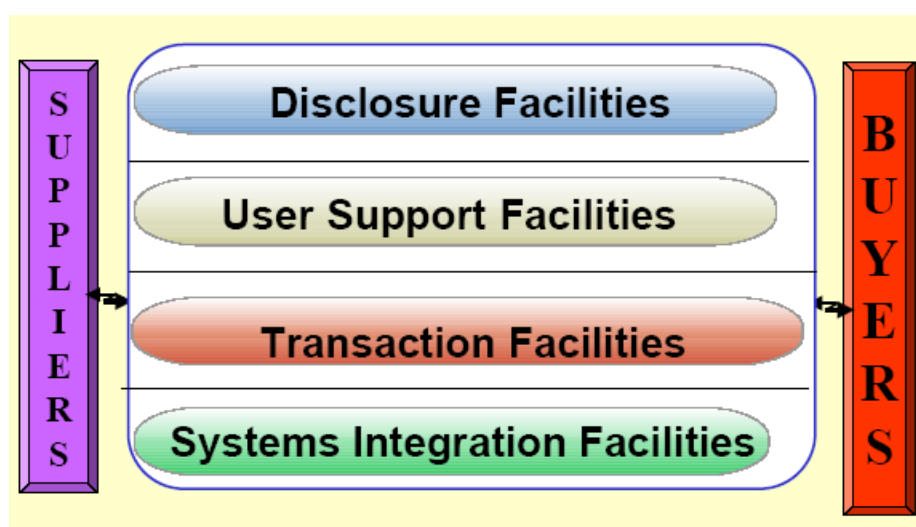 SUPPLIERS
Disclosure Facilities
User Support Facilities
Transaction Facilities
Systems Integration Facilities
BUYERS